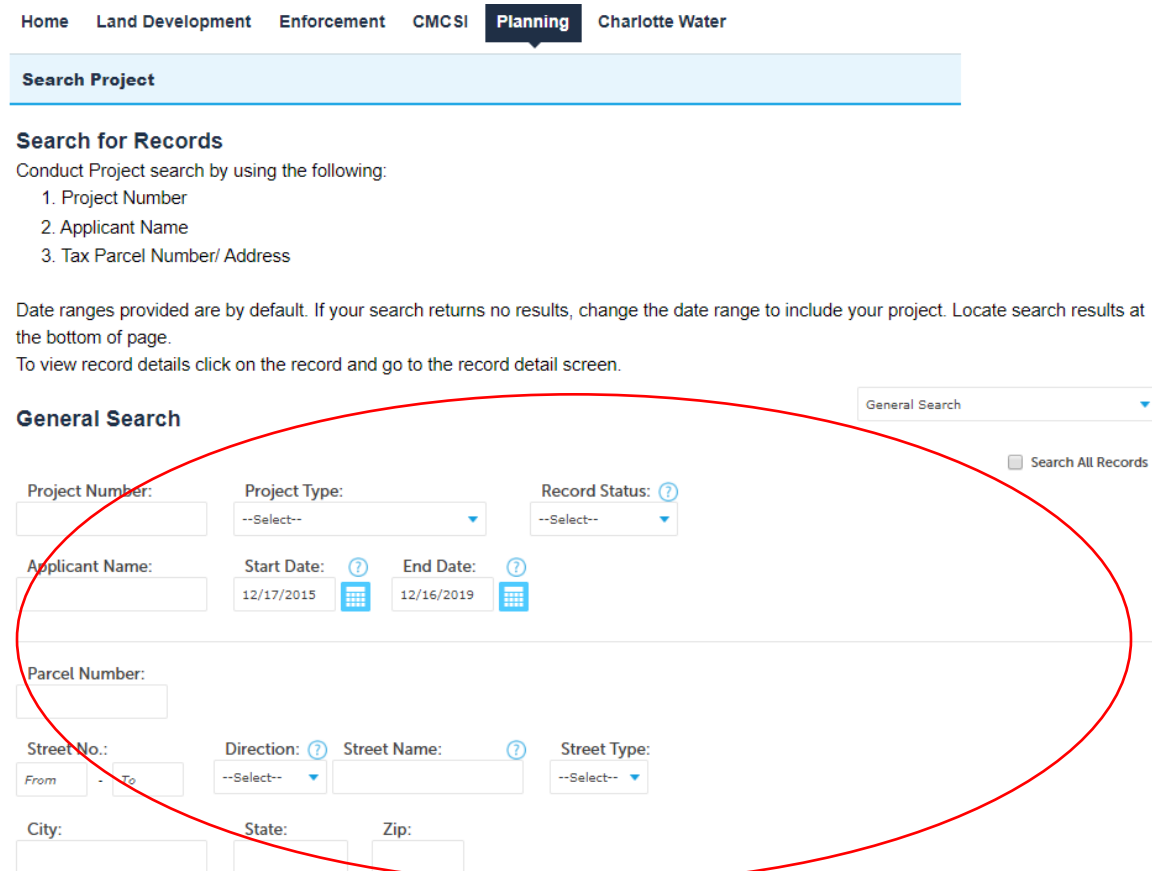 Home Land Development Enforcement CMCSI Planning Charlotte Water
Search Project
Search for Records
Conduct Project search by using the following:
1. Project Number
2. Applicant Name
3. Tax Parcel Number/ Address
Date ranges provided are by default. If your search returns no results, change the date range to include your project. Locate search results at
the bottom of page.
To view record details click on the record and go to the record detail screen.
General Search
General Search
Search All Records
Project Number: Project Type: Record Status: ?
--Select-- --Select--
Applicant Name: Start Date: ? End Date: ?
12/17/2015 12/16/2019
Parcel Number:
Street No.: Direction: ? Street Name: ? Street Type:
From - To --Select-- --Select--
City: State: Zip: